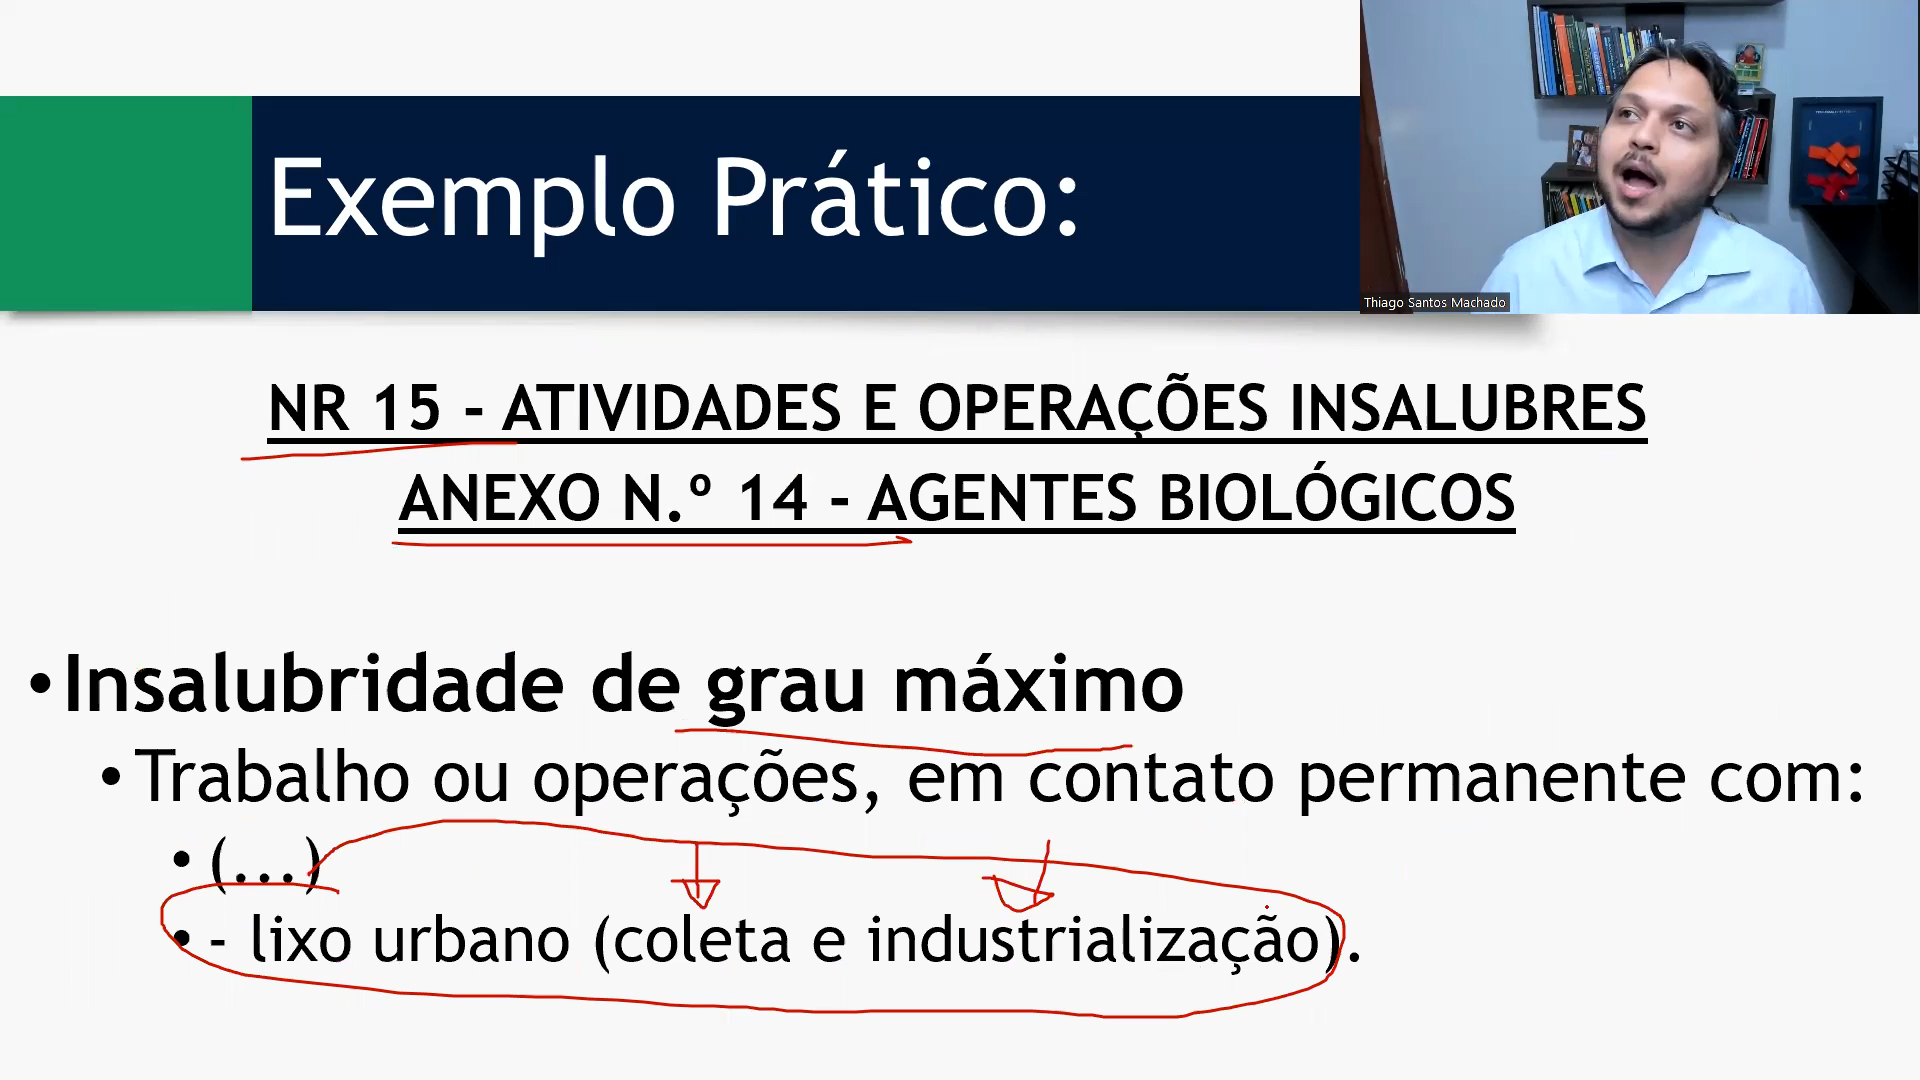 Exemplo Prático:
Thiago Santos Machado
NR 15 - ATIVIDADES E OPERAÇÕES INSALUBRES
ANEXO N.º 14 - AGENTES BIOLÓGICOS
•Insalubridade de grau máximo
•Trabalho ou operações, em contato permanente com:
•(...)
•- lixo urbano (coleta e industrialização).